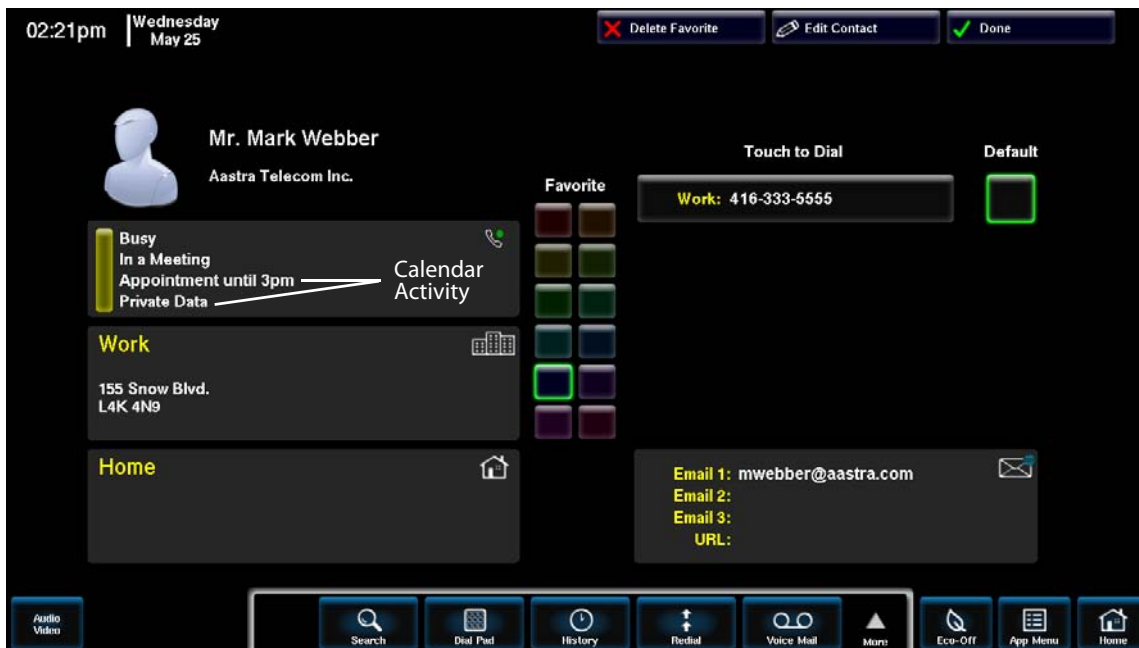 02:21pm
Wednesday
May 25
Delete Favorite
Edit Contact
Done
Mr. Mark Webber
Aastra Telecom Inc.
Favorite
Touch to Dial
Default
Work: 416-333-5555
Busy
In a Meeting
Appointment until 3pm
Private Data
Calendar
Activity
Work
155 Snow Blvd.
L4K 4N9
Home
Email 1: mwebber@aastra.com
Email 2:
Email 3:
URL:
Audio
Video
Search
Dial Pad
History
Redial
Voice Mail
More
Eco-Off
App Menu
Home